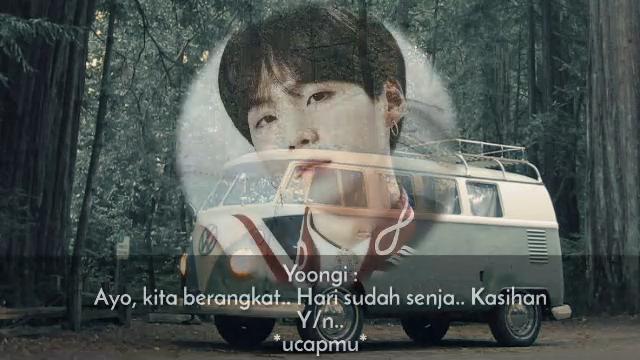 Yoongi :
Ayo, kita berangkat.. Hari sudah senja.. Kasihan
Y/n..
*ucapmu*